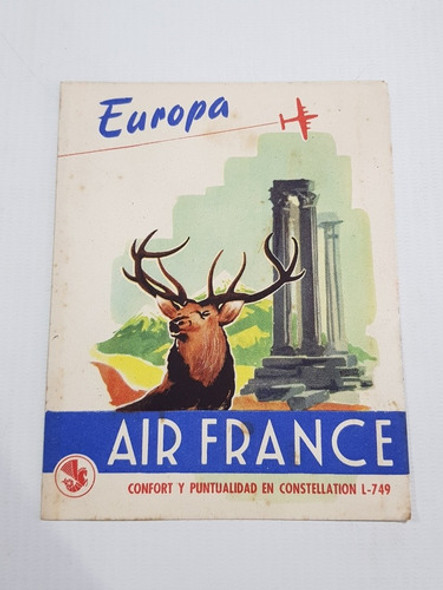 Europa
AIR FRANCE
CONFORT Y PUNTUALIDAD EN CONSTELLATION L-749